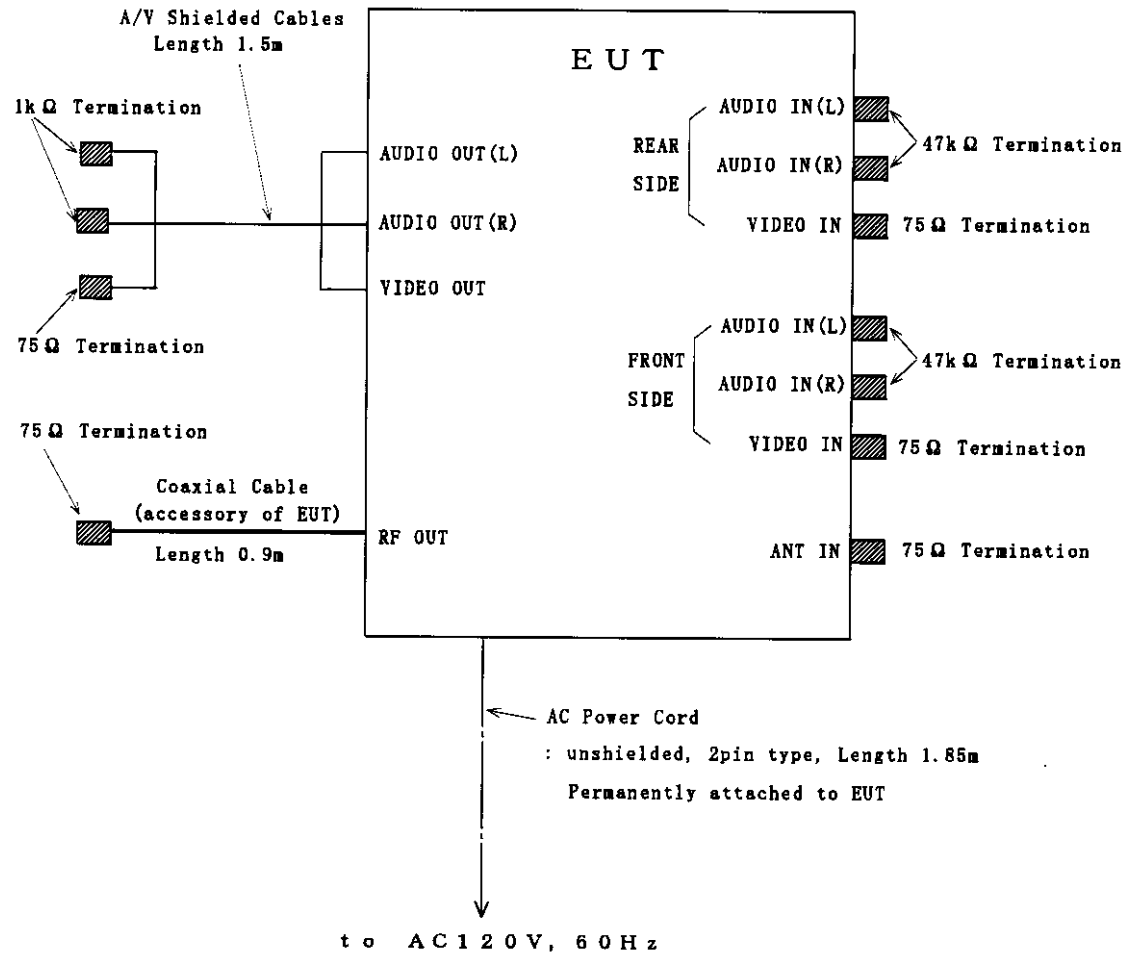 A/V Shielded Cables
Length 1.5m
EUT
1kΩ Termination
AUDIO OUT(L)
AUDIO OUT(R)
VIDEO OUT
75Ω Termination
75Ω Termination
Coaxial Cable
(accessory of EUT)
Length 0.9m
RF OUT
REAR
SIDE
AUDIO IN(L)
AUDIO IN(R)
VIDEO IN
47kΩ Termination
75Ω Termination
FRONT
SIDE
AUDIO IN(L)
AUDIO IN(R)
VIDEO IN
47kΩ Termination
75Ω Termination
ANT IN
75Ω Termination
AC Power Cord
: unshielded, 2pin type, Length 1.85m
Permanently attached to EUT
to AC120V, 60Hz